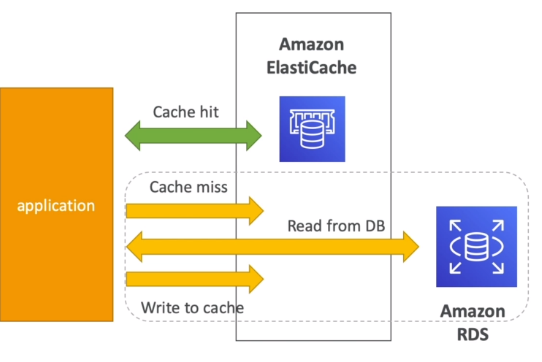 Amazon
ElastiCache
Cache hit
application
Cache miss
Read from DB
Write to cache
Amazon
RDS